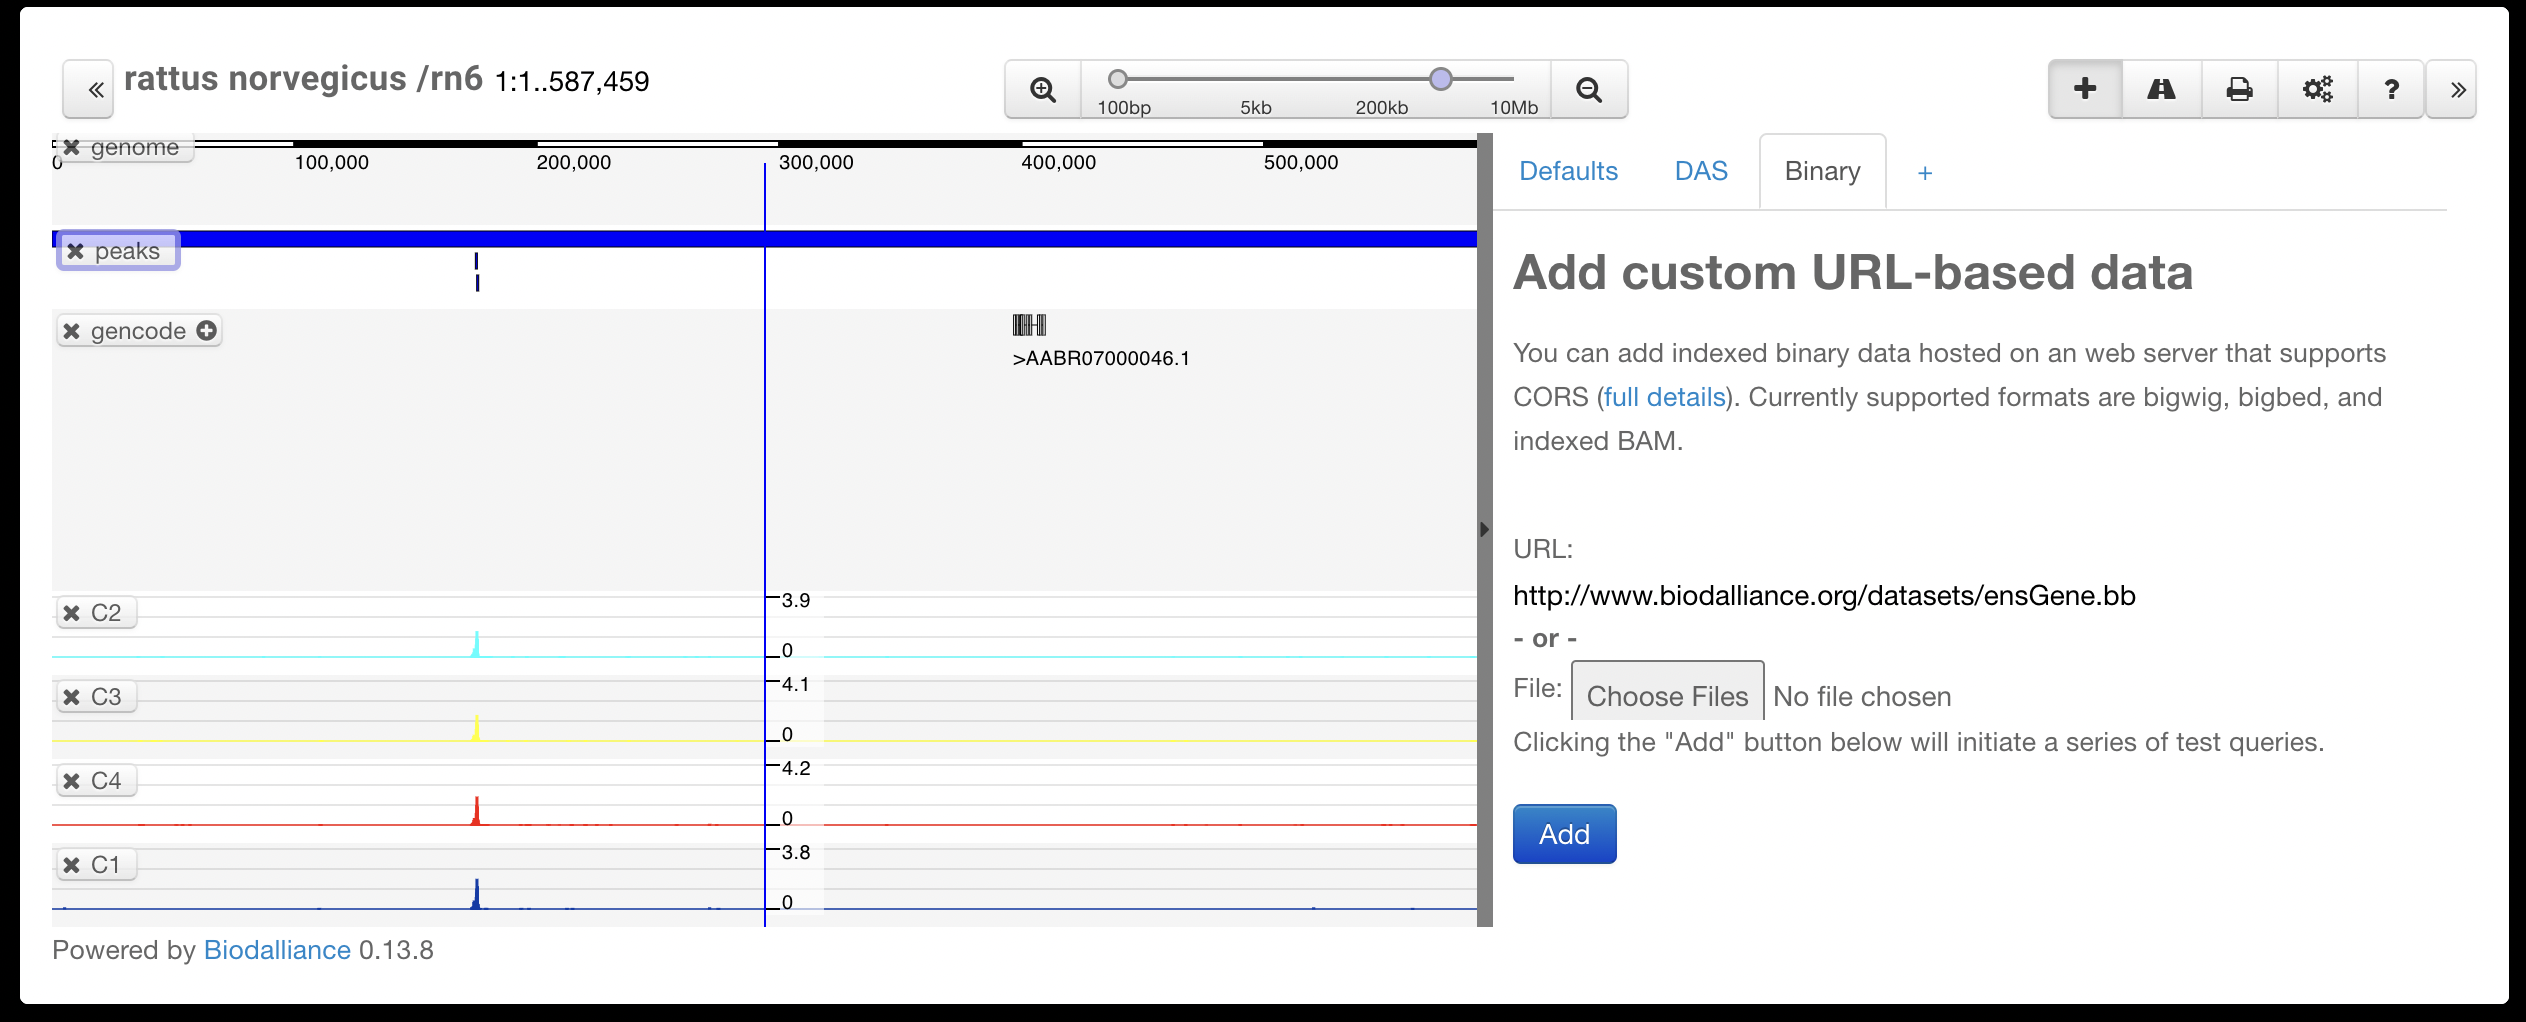 «
rattus norvegicus /rn6 1:1..587,459
100bp 5kb 200kb 10Mb
+ ? »
genome
0 100,000 200,000 300,000 400,000 500,000
peaks
gencode
>AABR07000046.1
C2
3.9
0
C3
4.1
0
C4
4.2
0
C1
3.8
0
Powered by Biodalliance 0.13.8
Defaults DAS Binary +
Add custom URL-based data
You can add indexed binary data hosted on an web server that supports
CORS (full details). Currently supported formats are bigwig, bigbed, and
indexed BAM.
URL:
http://www.biodalliance.org/datasets/ensGene.bb
- or -
File: Choose Files No file chosen
Clicking the "Add" button below will initiate a series of test queries.
Add